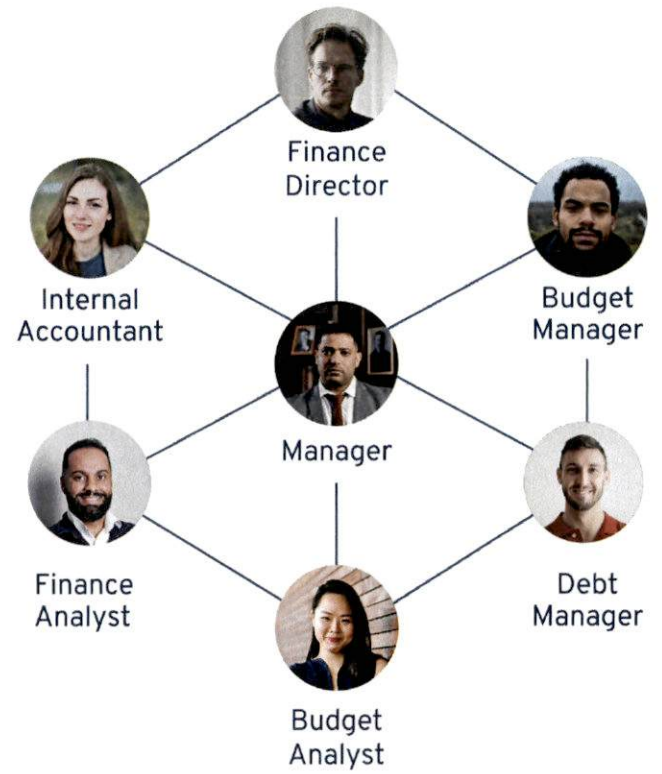 Finance
Director
Internal
Accountant
Budget
Manager
Manager
Finance
Analyst
Debt
Manager
Budget
Analyst